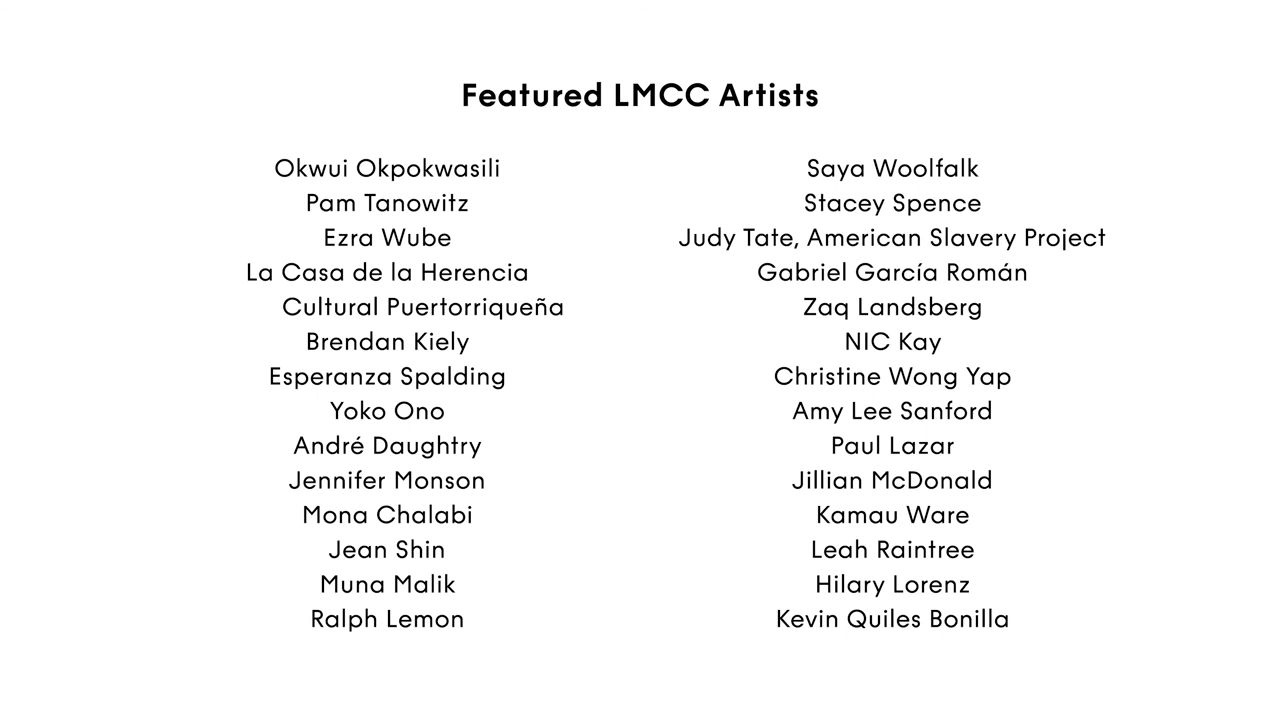 Featured LMCC Artists
Okwui Okpokwasili
Pam Tanowitz
Ezra Wube
La Casa de la Herencia
Cultural Puertorriqueña
Brendan Kiely
Esperanza Spalding
Yoko Ono
André Daughtry
Jennifer Monson
Mona Chalabi
Jean Shin
Muna Malik
Ralph Lemon
Saya Woolfalk
Stacey Spence
Judy Tate, American Slavery Project
Gabriel García Román
Zaq Landsberg
NIC Kay
Christine Wong Yap
Amy Lee Sanford
Paul Lazar
Jillian McDonald
Kamau Ware
Leah Raintree
Hilary Lorenz
Kevin Quiles Bonilla